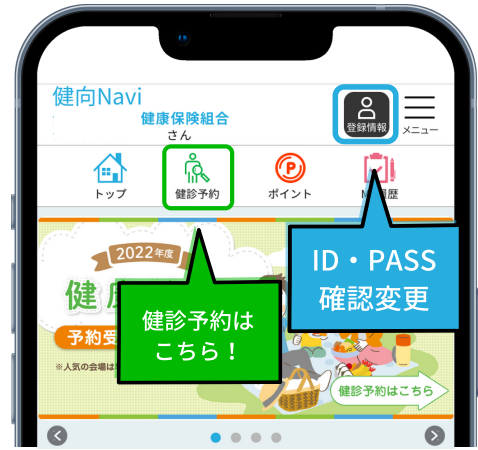 健向Navi
健康保険組合
さん
登録情報
メニュー
トップ
健診予約
ポイント
歴
2022年度
健
予約受
※人気の会場は
健診予約は
こちら！
ID・PASS
確認変更
健診予約はこちら